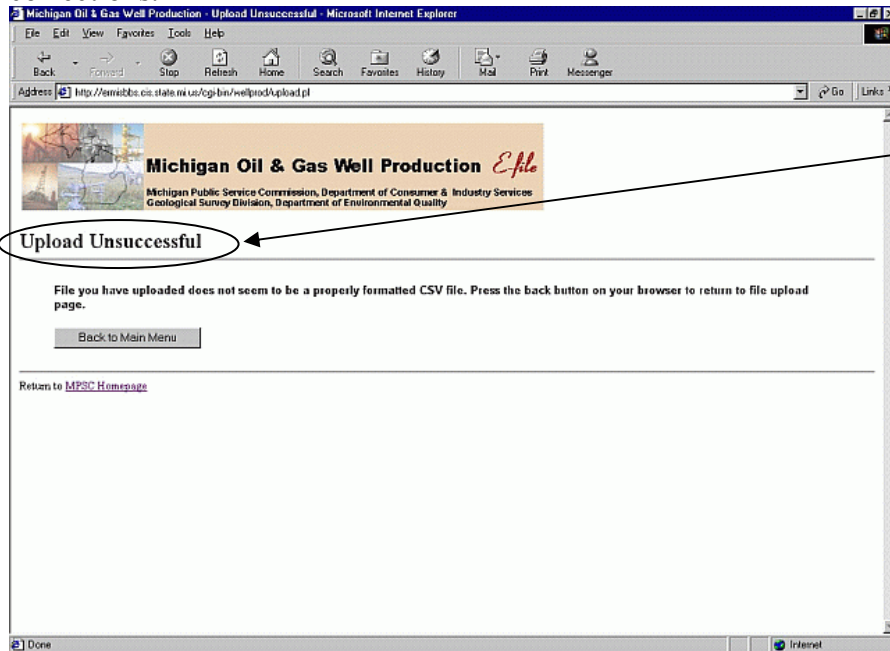 Michigan Oil & Gas Well Production - Upload Unsuccessful - Microsoft Internet Explorer
File Edit View Favorites Tools Help
Back Forward Stop Refresh Home Search Favorites History Mail Print Messenger
Address http://ermisbbs.cis.state.mi.us/cgi-bin/wellprod/upload.pl Go Links
Michigan Oil & Gas Well Production E-file
Michigan Public Service Commission, Department of Consumer & Industry Services
Geological Survey Division, Department of Environmental Quality
Upload Unsuccessful
File you have uploaded does not seem to be a properly formatted CSV file. Press the back button on your browser to return to file upload
page.
Back to Main Menu
Return to MPSC Homepage
Done Internet